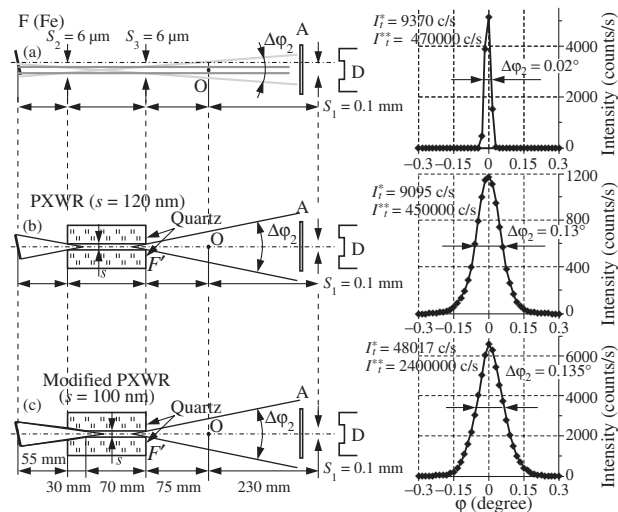 F (Fe)
S₂ = 6 μm S₃ = 6 μm
(a)
Δφ₂
A
O
D
S₁ = 0.1 mm
I*ₜ = 9370 c/s
I**ₜ = 470000 c/s
Δφ₂ = 0.02°
4000
2000
0
Intensity (counts/s)
−0.3 −0.15 0 0.15 0.3
PXWR (s = 120 nm)
(b)
Quartz
s
F′
Δφ₂
A
O
D
S₁ = 0.1 mm
I*ₜ = 9095 c/s
I**ₜ = 450000 c/s
Δφ₂ = 0.13°
1200
800
400
0
Intensity (counts/s)
−0.3 −0.15 0 0.15 0.3
Modified PXWR
(s = 100 nm)
(c)
Quartz
s
F′
Δφ₂
A
O
D
S₁ = 0.1 mm
55 mm
30 mm 70 mm 75 mm 230 mm
I*ₜ = 48017 c/s
I**ₜ = 2400000 c/s
Δφ₂ = 0.135°
6000
4000
2000
0
Intensity (counts/s)
−0.3 −0.15 0 0.15 0.3
φ (degree)